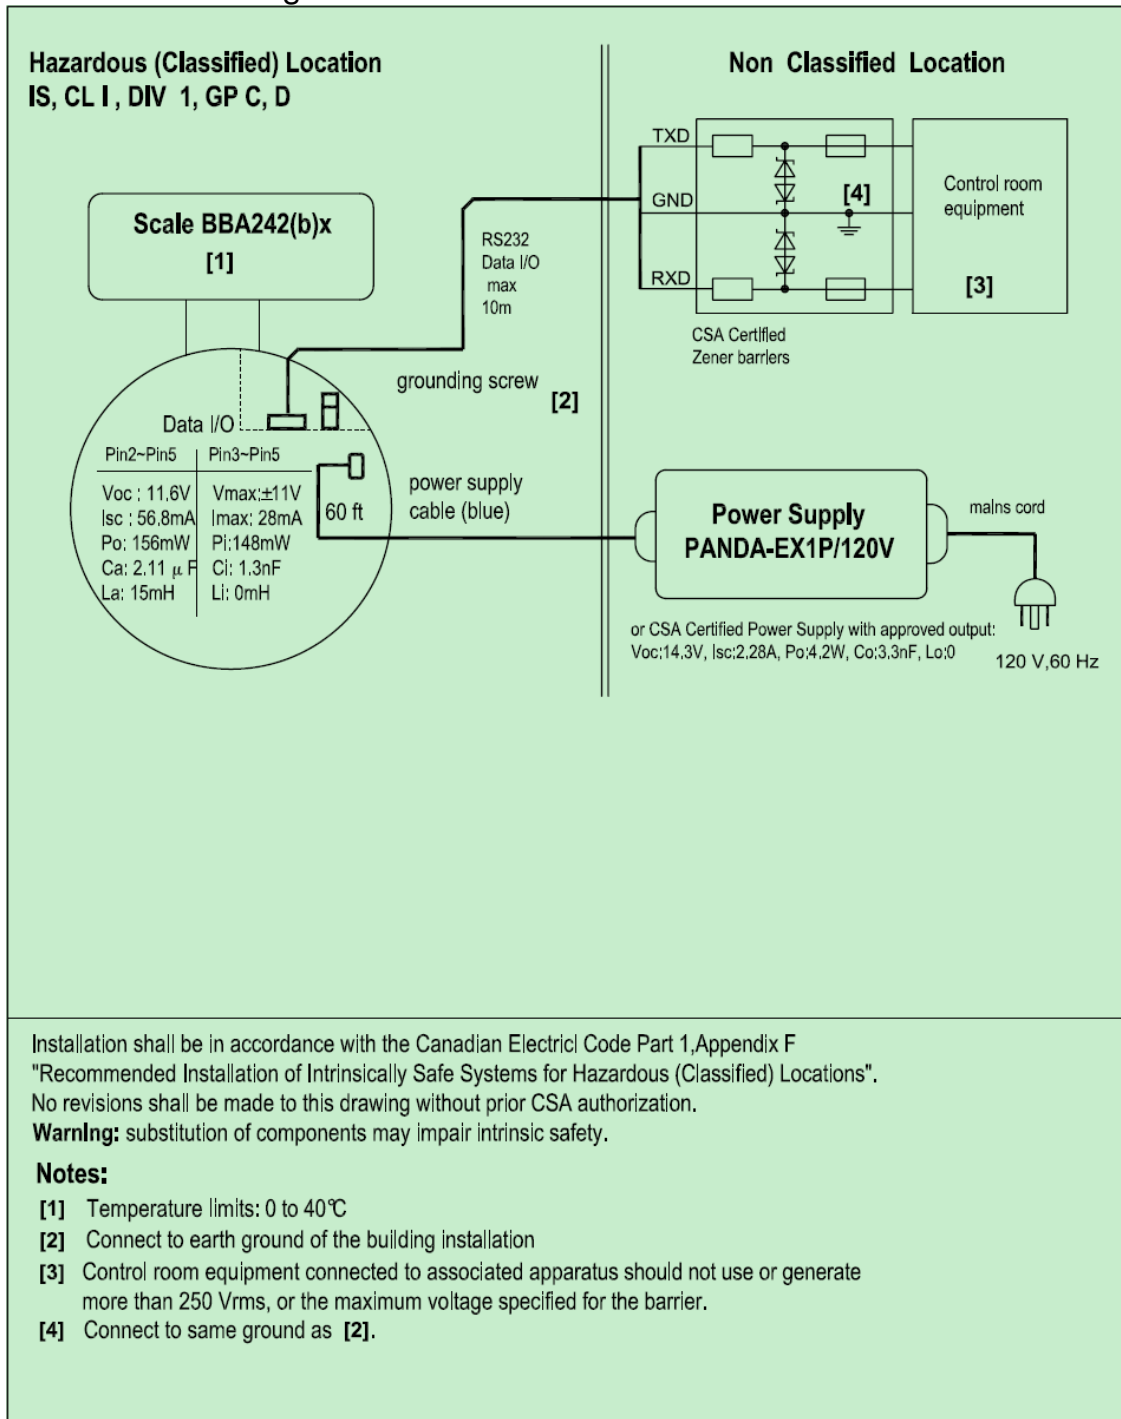 Hazardous (Classified) Location
IS, CL I , DIV 1, GP C, D
Non Classified Location
Scale BBA242(b)x
[1]
RS232
Data I/O
max
10m
TXD
GND
RXD
[4]
Control room
equipment
[3]
CSA Certified
Zener barriers
grounding screw
[2]
Data I/O
Pin2~Pin5
Pin3~Pin5
Voc : 11,6V
Vmax:±11V
Isc : 56,8mA
Imax: 28mA
Po: 156mW
Pi:148mW
Ca: 2.11 μ F
Ci: 1.3nF
La: 15mH
Li: 0mH
60 ft
power supply
cable (blue)
Power Supply
PANDA-EX1P/120V
mains cord
or CSA Certified Power Supply with approved output:
Voc:14,3V, Isc:2,28A, Po:4,2W, Co:3,3nF, Lo:0
120 V,60 Hz
Installation shall be in accordance with the Canadian Electricl Code Part 1,Appendix F
"Recommended Installation of Intrinsically Safe Systems for Hazardous (Classified) Locations".
No revisions shall be made to this drawing without prior CSA authorization.
Warning: substitution of components may impair intrinsic safety.
Notes:
[1] Temperature limits: 0 to 40℃
[2] Connect to earth ground of the building installation
[3] Control room equipment connected to associated apparatus should not use or generate
more than 250 Vrms, or the maximum voltage specified for the barrier.
[4] Connect to same ground as [2].